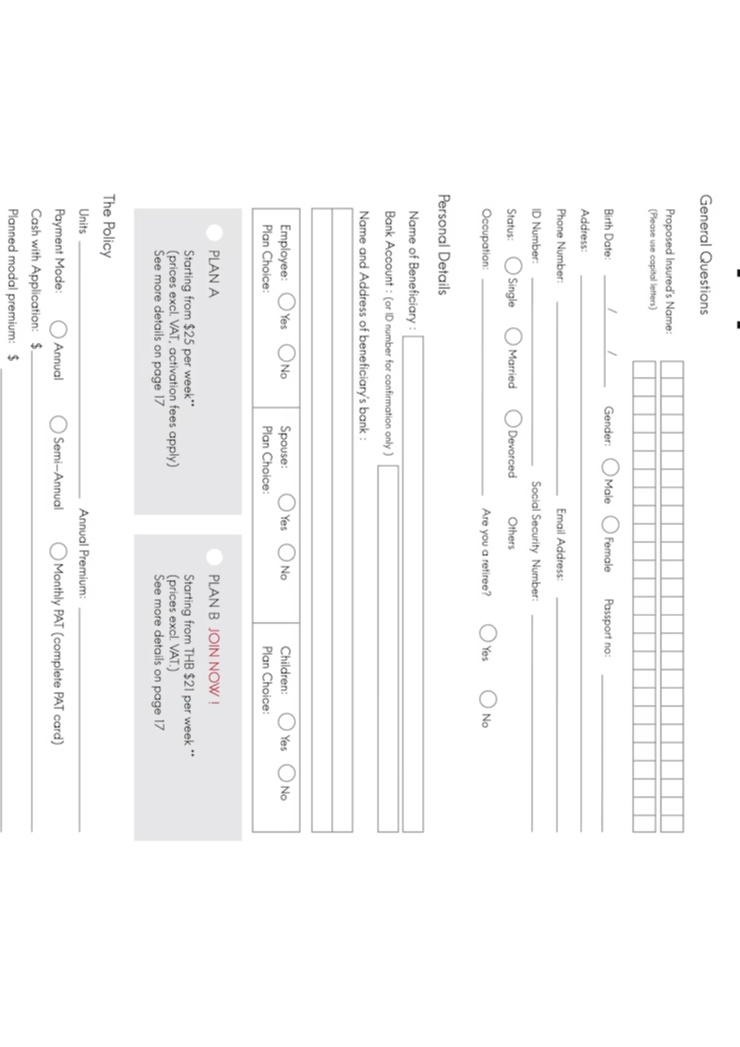 General Questions
Proposed Insured's Name:
(Please use capital letters)
Birth Date: / / Gender: Male Female Passport no:
Address:
Phone Number: Email Address:
ID Number: Social Security Number:
Status: Single Married Devorced Others
Occupation: Are you a retiree? Yes No
Personal Details
Name of Beneficiary :
Bank Account : (or ID number for confirmation only )
Name and Address of beneficiary's bank :
Employee: Yes No Spouse: Yes No Children: Yes No
Plan Choice: Plan Choice: Plan Choice:
PLAN A
Starting from $25 per week**
(prices excl. VAT, activation fees apply)
See more details on page 17
PLAN B JOIN NOW !
Starting from THB $21 per week **
(prices excl. VAT.)
See more details on page 17
The Policy
Units Annual Premium:
Payment Mode: Annual Semi-Annual Monthly PAT (complete PAT card)
Cash with Application: $
Planned modal premium: $